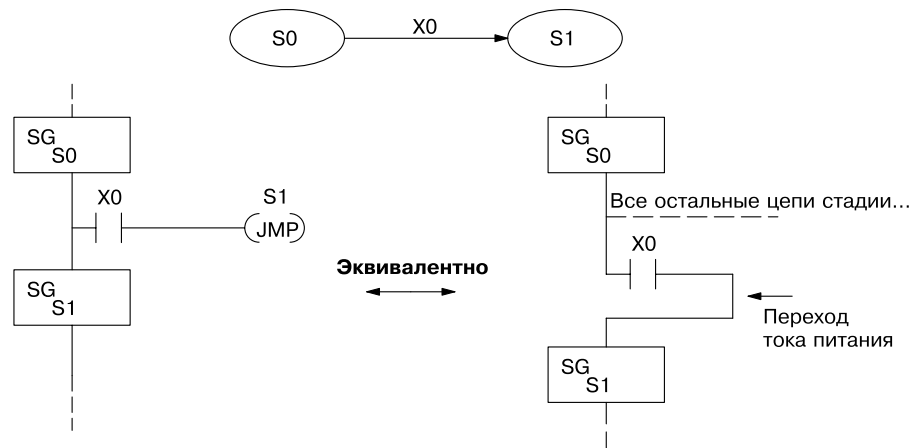 S0
X0
S1
SG
S0
X0
S1
JMP
SG
S1
Эквивалентно
SG
S0
Все остальные цепи стадии...
X0
Переход
тока питания
SG
S1